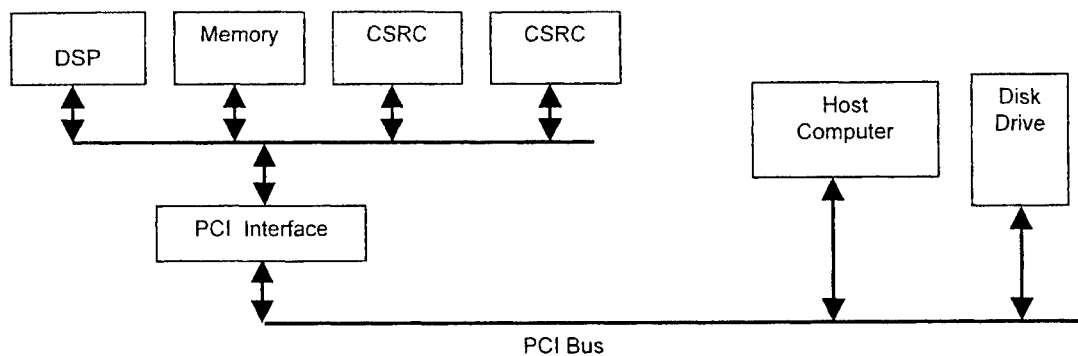 DSP
Memory
CSRC
CSRC
Host
Computer
Disk
Drive
PCI Interface
PCI Bus